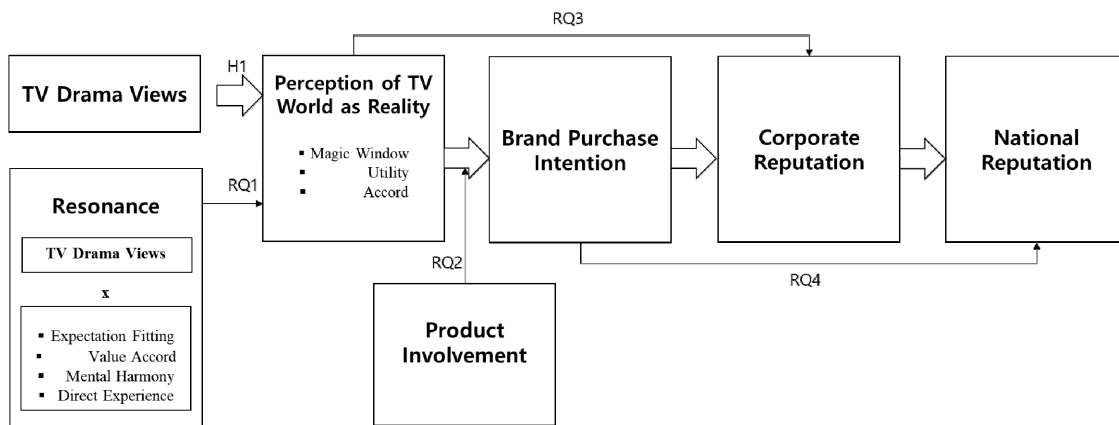 RQ3
H1
TV Drama Views
Perception of TV
World as Reality
▪ Magic Window
▪ Utility
▪ Accord
Brand Purchase
Intention
Corporate
Reputation
National
Reputation
RQ1
Resonance
TV Drama Views
x
▪ Expectation Fitting
▪ Value Accord
▪ Mental Harmony
▪ Direct Experience
RQ2
Product
Involvement
RQ4